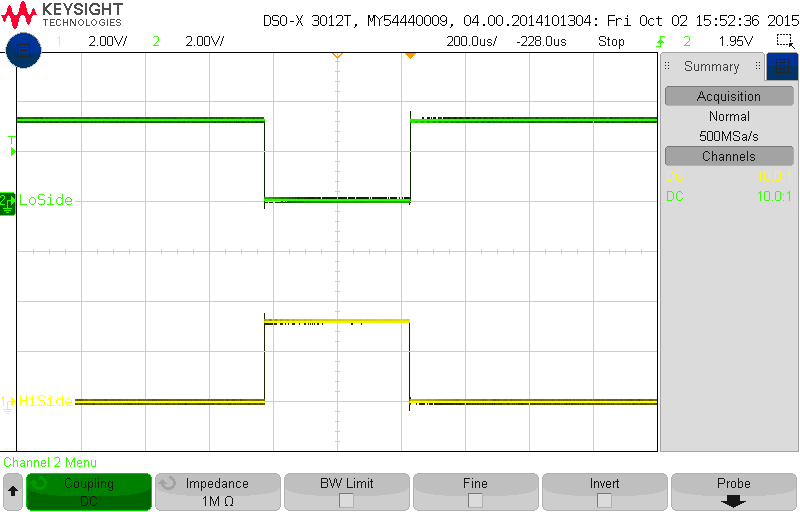 KEYSIGHT
TECHNOLOGIES
DSO-X 3012T, MY54440009, 04.00.2014101304: Fri Oct 02 15:52:36 2015
1 2.00V/ 2 2.00V/ 200.0us/ -228.0us Stop 2 1.95V
Summary
Acquisition
Normal
500MSa/s
Channels
DC 10.0:1
DC 10.0:1
T
2 LoSide
1 HiSide
Channel 2 Menu
Coupling
DC
Impedance
1M Ω
BW Limit
Fine
Invert
Probe